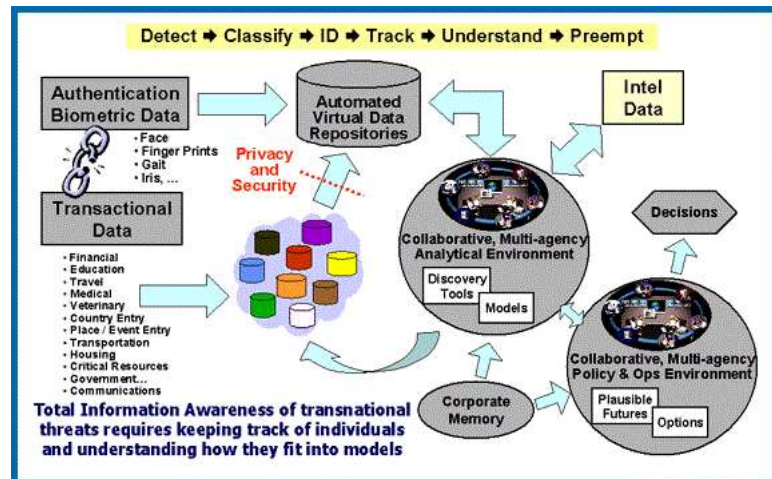 Detect ➔ Classify ➔ ID ➔ Track ➔ Understand ➔ Preempt
Authentication
Biometric Data
• Face
• Finger Prints
• Gait
• Iris, ...
Automated
Virtual Data
Repositories
Intel
Data
Privacy
and
Security
Transactional
Data
• Financial
• Education
• Travel
• Medical
• Veterinary
• Country Entry
• Place / Event Entry
• Transportation
• Housing
• Critical Resources
• Government...
• Communications
Collaborative, Multi-agency
Analytical Environment
Discovery
Tools
Models
Decisions
Collaborative, Multi-agency
Policy & Ops Environment
Plausible
Futures
Options
Corporate
Memory
Total Information Awareness of transnational
threats requires keeping track of individuals
and understanding how they fit into models